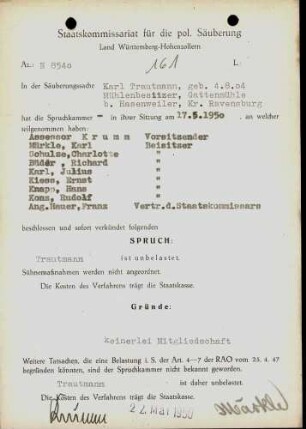 Staatskommissariat für die pol. Säuberung
Land Württemberg-Hohenzollern
Az: N 8540 161 L
In der Säuberungssache Karl Trautmann, geb. 4.8.04
Mühlenbesitzer, Gattenmühle
b. Hasenweiler, Kr. Ravensburg
hat die Spruchkammer - in ihrer Sitzung am 17.5.1950, an welcher
teilgenommen haben:
Assessor K r u m m Vorsitzender
Märkle, Karl Beisitzer
Schulze,Charlotte "
, Richard "
Karl, Julius "
Kiess, Ernst "
Knapp, Hans "
Kons, Rudolf "
Ang.Hauer,Franz Vertr.d.Staatskommissars
beschlossen und sofort verkündet folgenden
SPRUCH:
Trautmann ist unbelastet.
Sühnemaßnahmen werden nicht angeordnet.
Die Kosten des Verfahrens trägt die Staatskasse.
Gründe:
Keinerlei Mitgliedschaft
Weitere Tatsachen, die eine Belastung i. S. der Art. 4-7 der RAO vom 25. 4. 47
begründen könnten, sind der Spruchkammer nicht bekannt geworden.
Trautmann ist daher unbelastet.
Die Kosten des Verfahrens trägt die Staatskasse.
Krumm 22. Mai 1950 Märkle